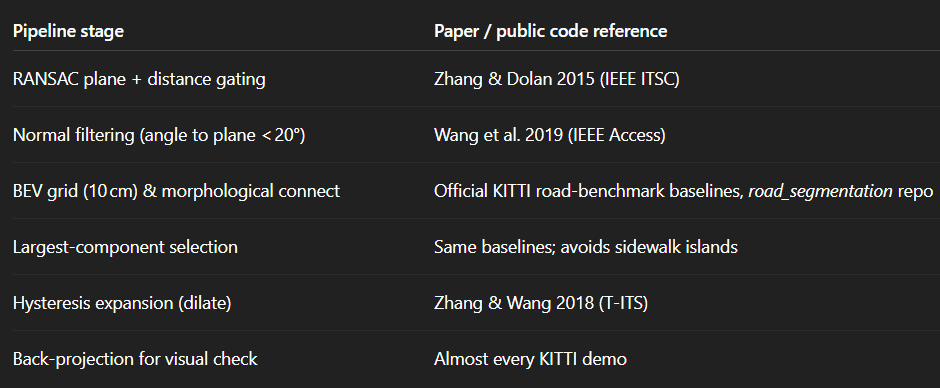 Pipeline stage Paper / public code reference
RANSAC plane + distance gating Zhang & Dolan 2015 (IEEE ITSC)
Normal filtering (angle to plane < 20°) Wang et al. 2019 (IEEE Access)
BEV grid (10 cm) & morphological connect Official KITTI road-benchmark baselines, road_segmentation repo
Largest-component selection Same baselines; avoids sidewalk islands
Hysteresis expansion (dilate) Zhang & Wang 2018 (T-ITS)
Back-projection for visual check Almost every KITTI demo